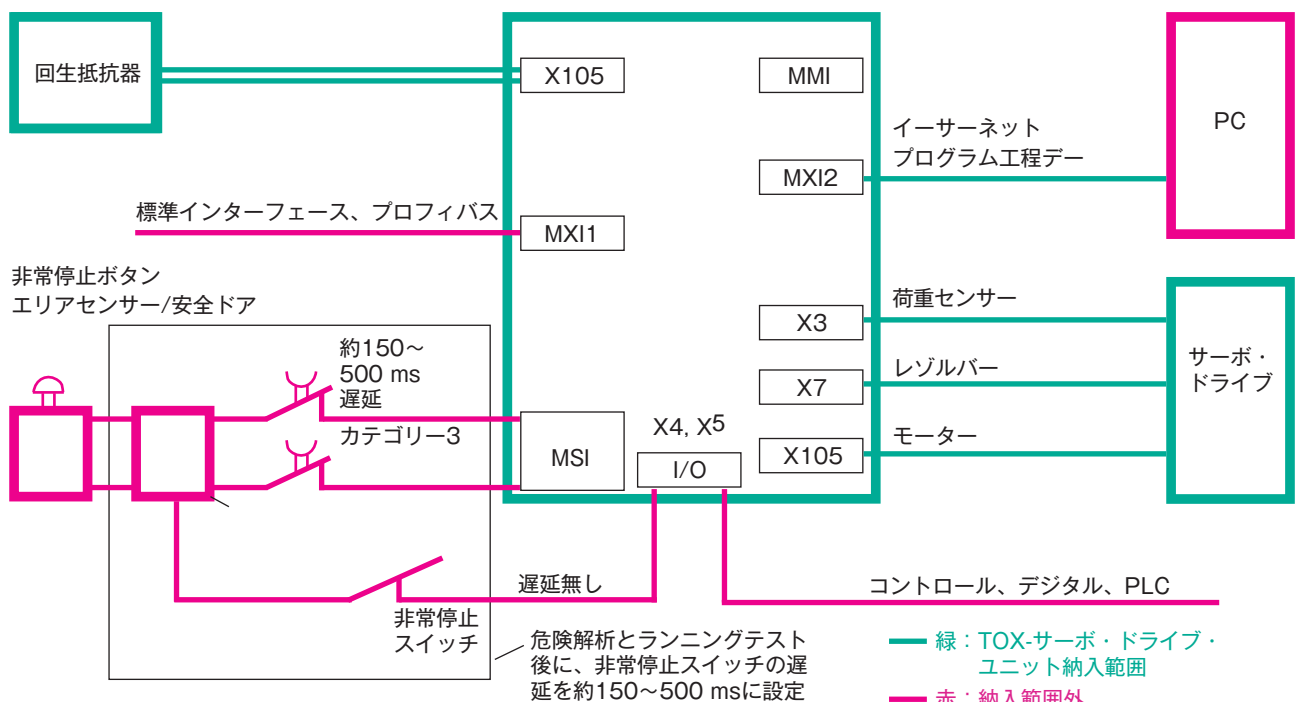 回生抵抗器
X105
MMI
PC
イーサーネット
プログラム工程デー
MXI2
標準インターフェース、プロフィバス
MXI1
非常停止ボタン
エリアセンサー/安全ドア
荷重センサー
X3
サーボ・
ドライブ
約150～
500 ms
遅延
レゾルバー
X7
カテゴリー3
MSI
X4, X5
I/O
モーター
X105
遅延無し
コントロール、デジタル、PLC
非常停止
スイッチ
危険解析とランニングテスト
後に、非常停止スイッチの遅
延を約150～500 msに設定
緑：TOX-サーボ・ドライブ・
ユニット納入範囲
赤：納入範囲外